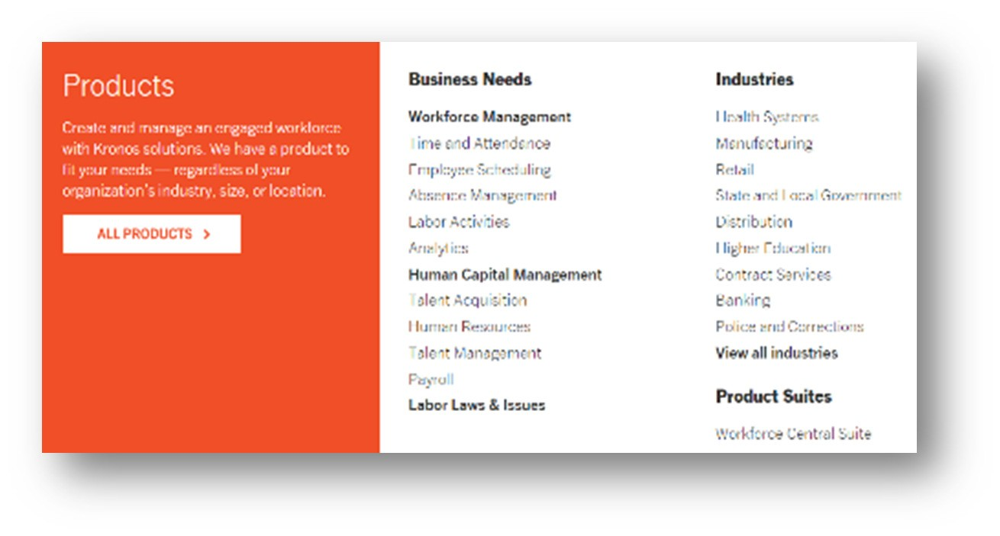 Products
Create and manage an engaged workforce
with Kronos solutions. We have a product to
fit your needs — regardless of your
organization's industry, size, or location.
ALL PRODUCTS >
Business Needs
Workforce Management
Time and Attendance
Employee Scheduling
Absence Management
Labor Activities
Analytics
Human Capital Management
Talent Acquisition
Human Resources
Talent Management
Payroll
Labor Laws & Issues
Industries
Health Systems
Manufacturing
Retail
State and Local Government
Distribution
Higher Education
Contract Services
Banking
Police and Corrections
View all industries
Product Suites
Workforce Central Suite